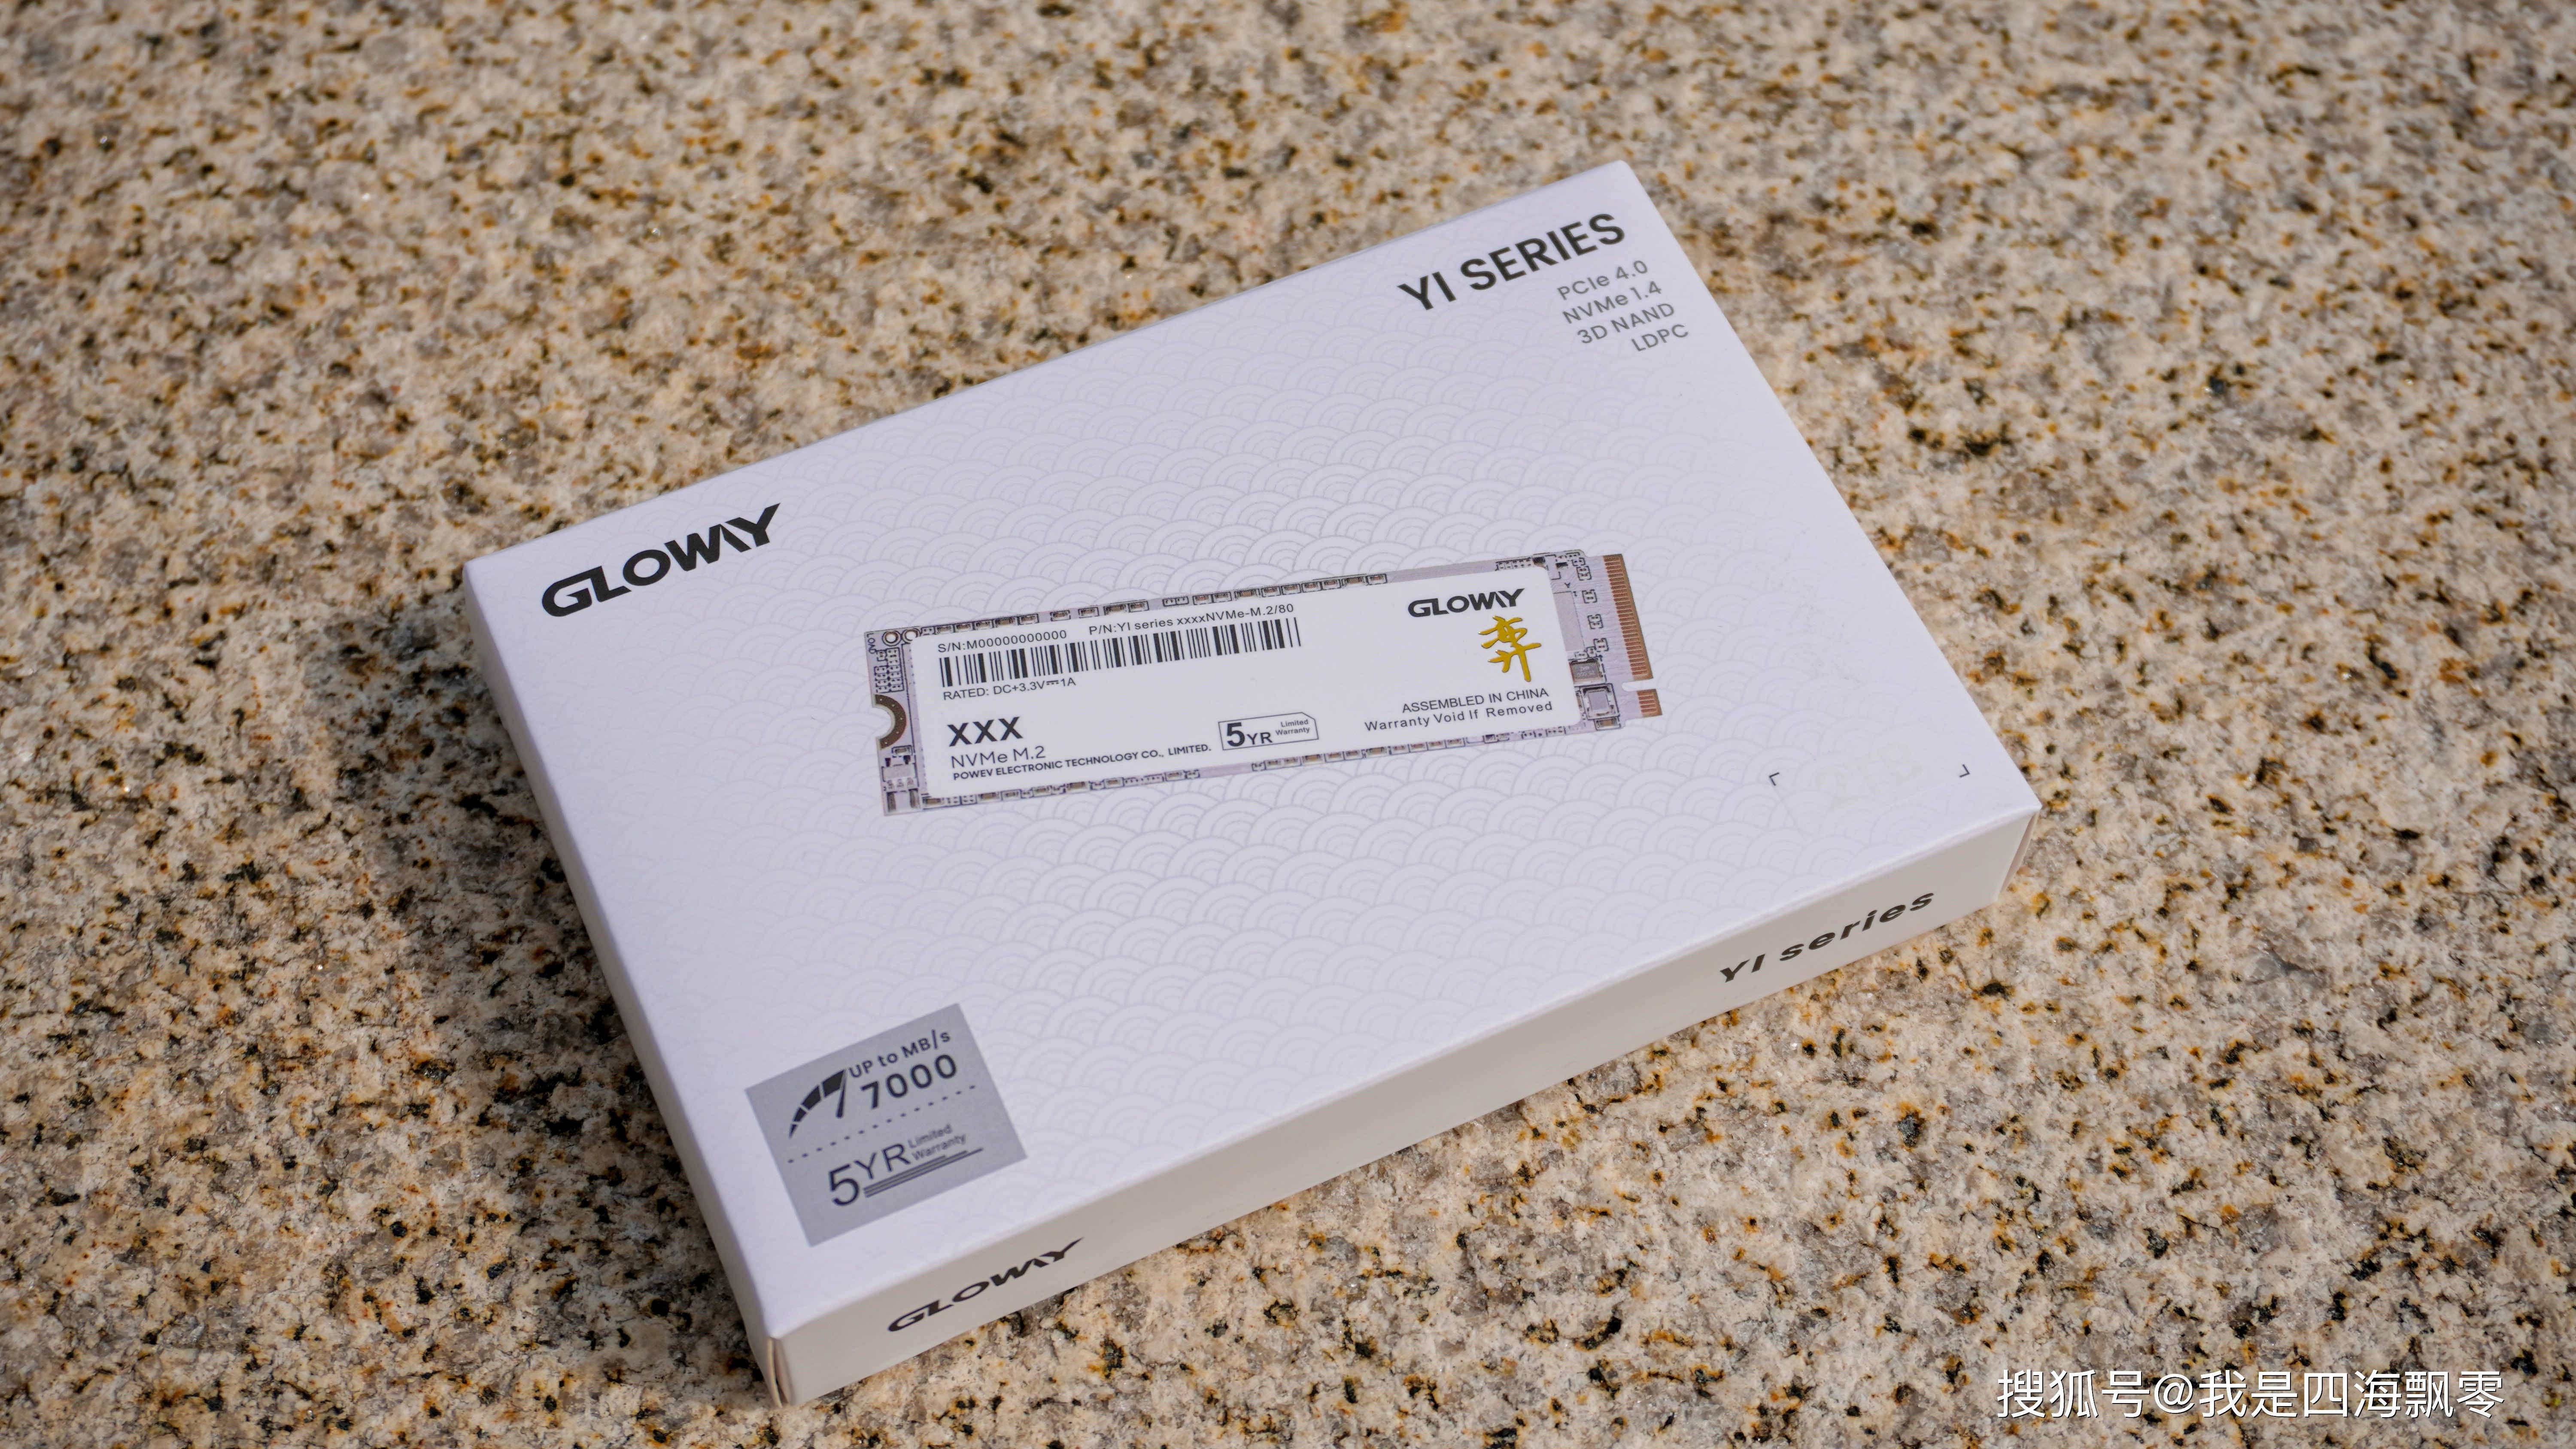 YI SERIES
PCIe 4.0
NVMe 1.4
3D NAND
LDPC
GLOWAY
S/N:M00000000000 P/N:YI series xxxxNVMe-M.2/80
RATED: DC+3.3V⎓1A
GLOWAY
弈
XXX
NVMe M.2
POWEV ELECTRONIC TECHNOLOGY CO., LIMITED.
5YR Limited Warranty
ASSEMBLED IN CHINA
Warranty Void If Removed
UP to MB/s
7000
5YR Limited Warranty
GLOWAY
YI series
搜狐号@我是四海飘零